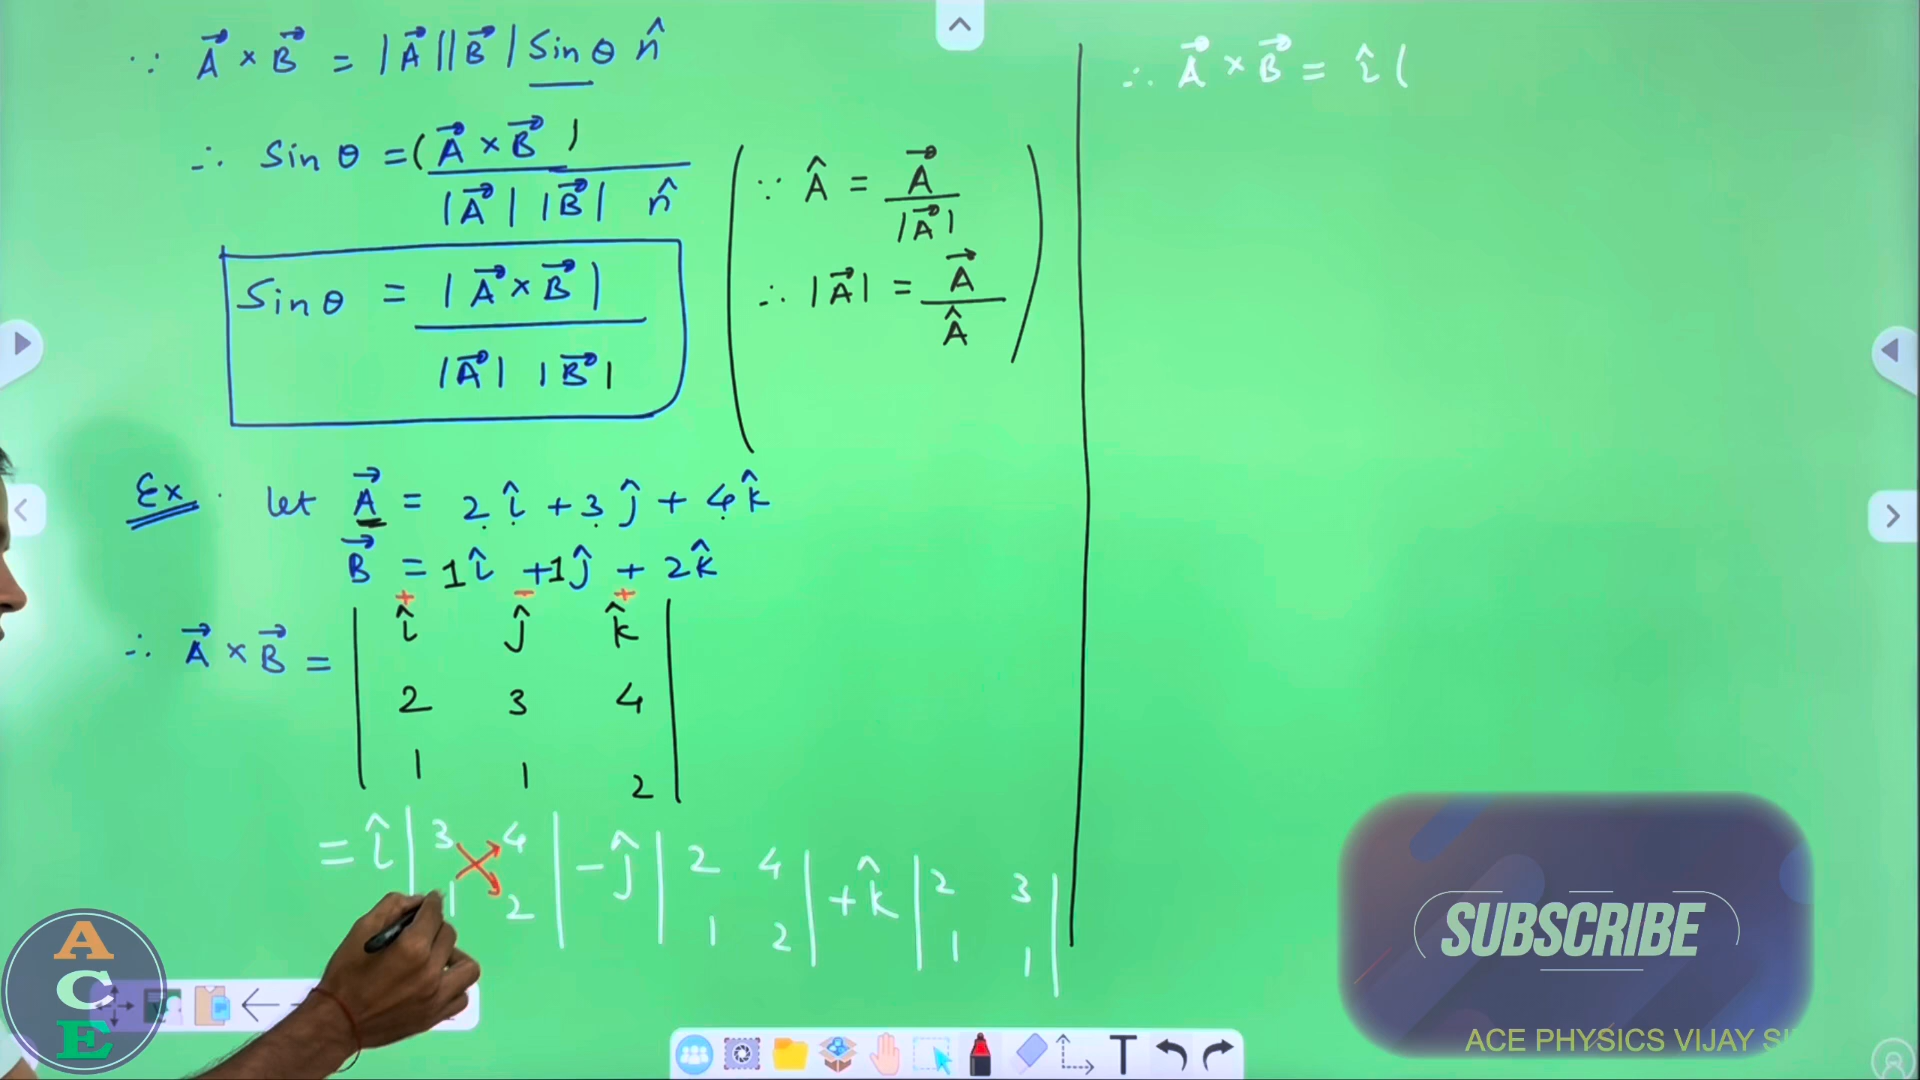 ∵ A⃗ × B⃗ = |A⃗||B⃗| Sin θ n̂
∴ Sin θ = (A⃗ × B⃗) / |A⃗| |B⃗| n̂
Sin θ = |A⃗ × B⃗| / |A⃗| |B⃗|
∵ Â = A⃗ / |A⃗|
∴ |A⃗| = A⃗ / Â
Ex. let A⃗ = 2î + 3ĵ + 4k̂
B⃗ = 1î + 1ĵ + 2k̂
+ - +
∴ A⃗ × B⃗ = | î ĵ k̂ |
2 3 4
1 1 2
= î | 3 4 | - ĵ | 2 4 | + k̂ | 2 3 |
1 2 1 2 1 1
∴ A⃗ × B⃗ = î (
SUBSCRIBE
ACE PHYSICS VIJAY
ACE
T